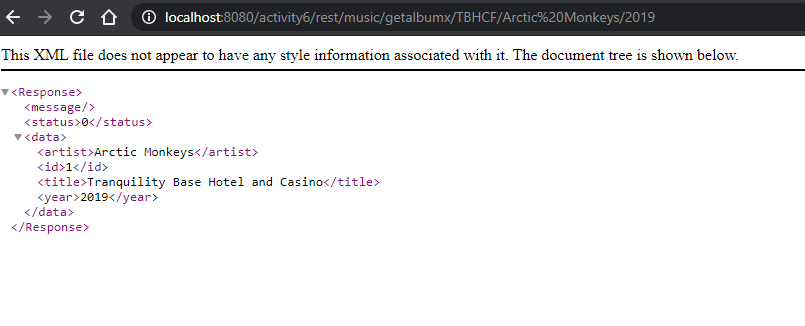 localhost:8080/activity6/rest/music/getalbumx/TBHCF/Arctic%20Monkeys/2019
This XML file does not appear to have any style information associated with it. The document tree is shown below.
<Response>
<message/>
<status>0</status>
<data>
<artist>Arctic Monkeys</artist>
<id>1</id>
<title>Tranquility Base Hotel and Casino</title>
<year>2019</year>
</data>
</Response>